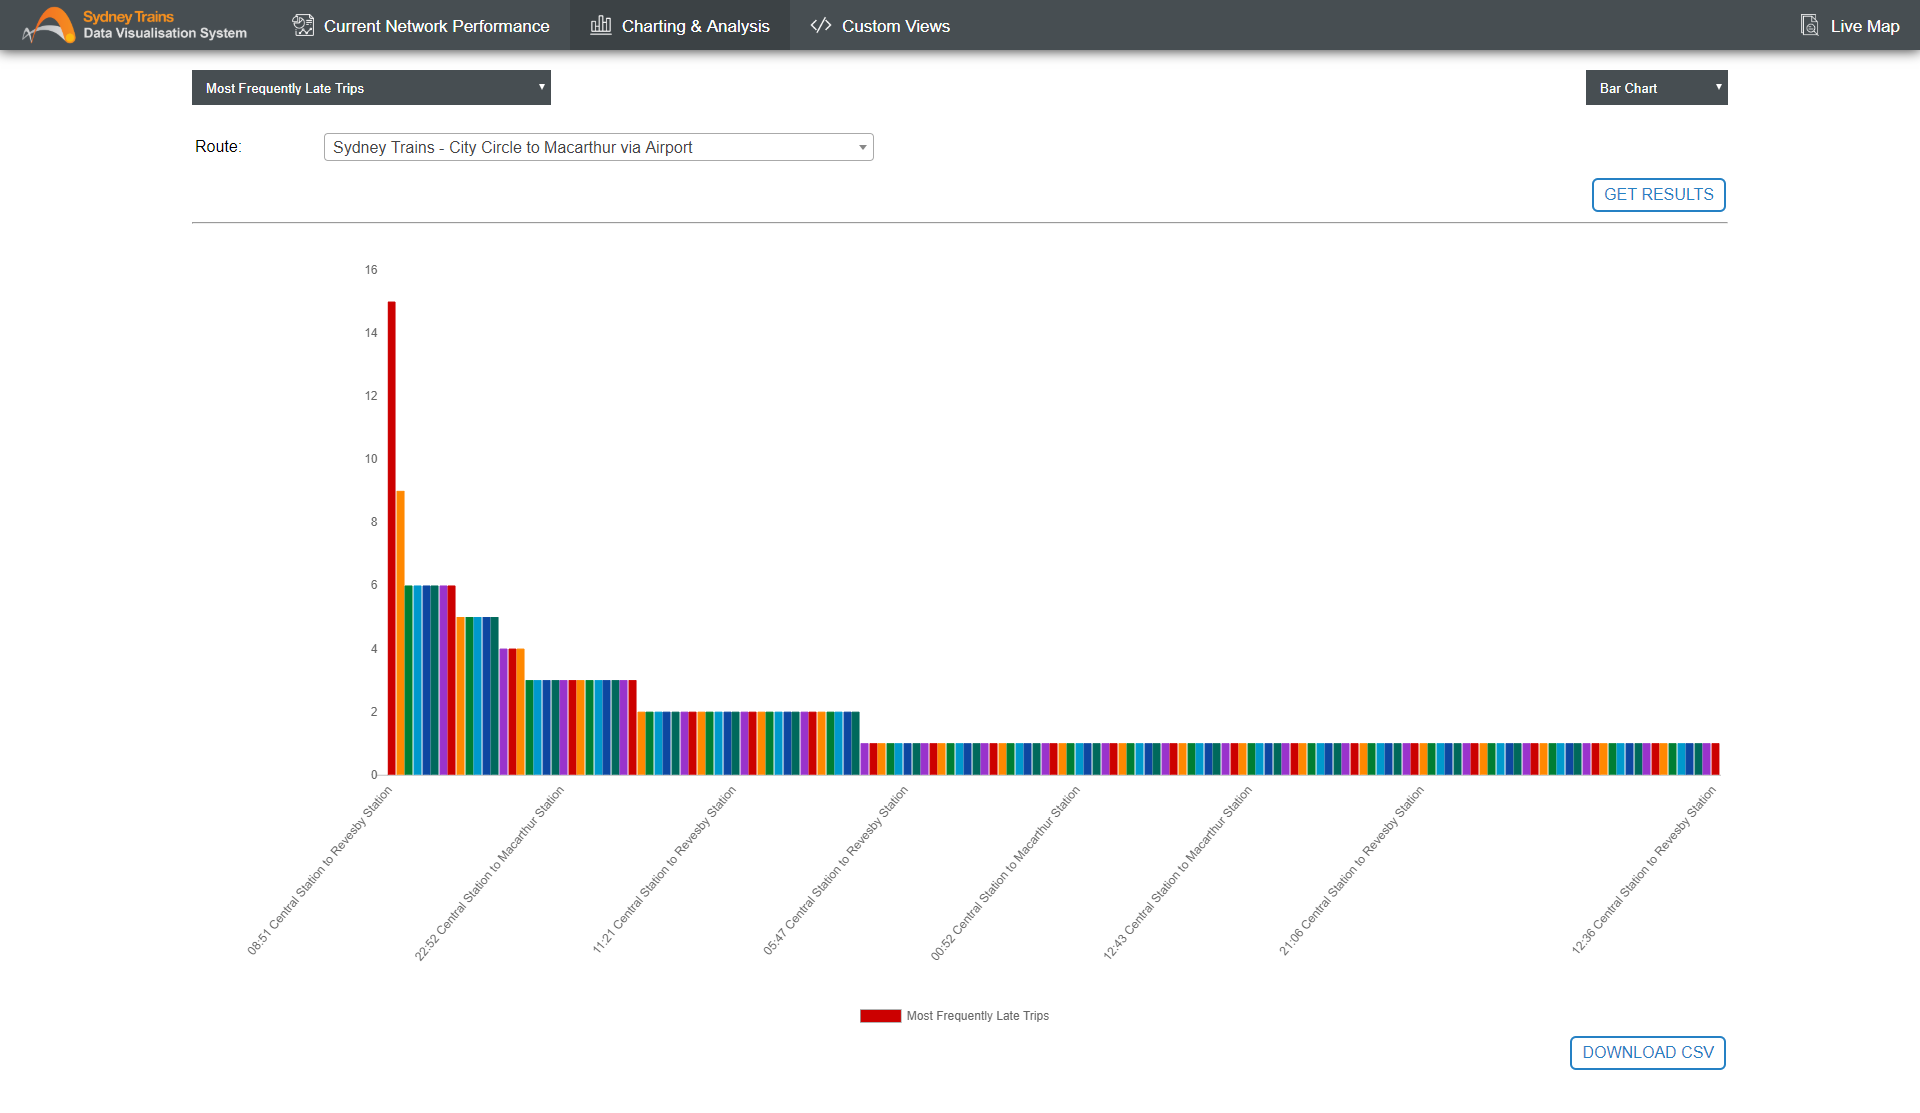 Sydney Trains
Data Visualisation System
Current Network Performance
Charting & Analysis
Custom Views
Live Map
Most Frequently Late Trips
Bar Chart
Route:
Sydney Trains - City Circle to Macarthur via Airport
GET RESULTS
16
14
12
10
8
6
4
2
0
08:51 Central Station to Revesby Station
22:52 Central Station to Macarthur Station
11:21 Central Station to Revesby Station
05:47 Central Station to Revesby Station
00:52 Central Station to Macarthur Station
12:43 Central Station to Macarthur Station
21:06 Central Station to Revesby Station
12:36 Central Station to Revesby Station
Most Frequently Late Trips
DOWNLOAD CSV